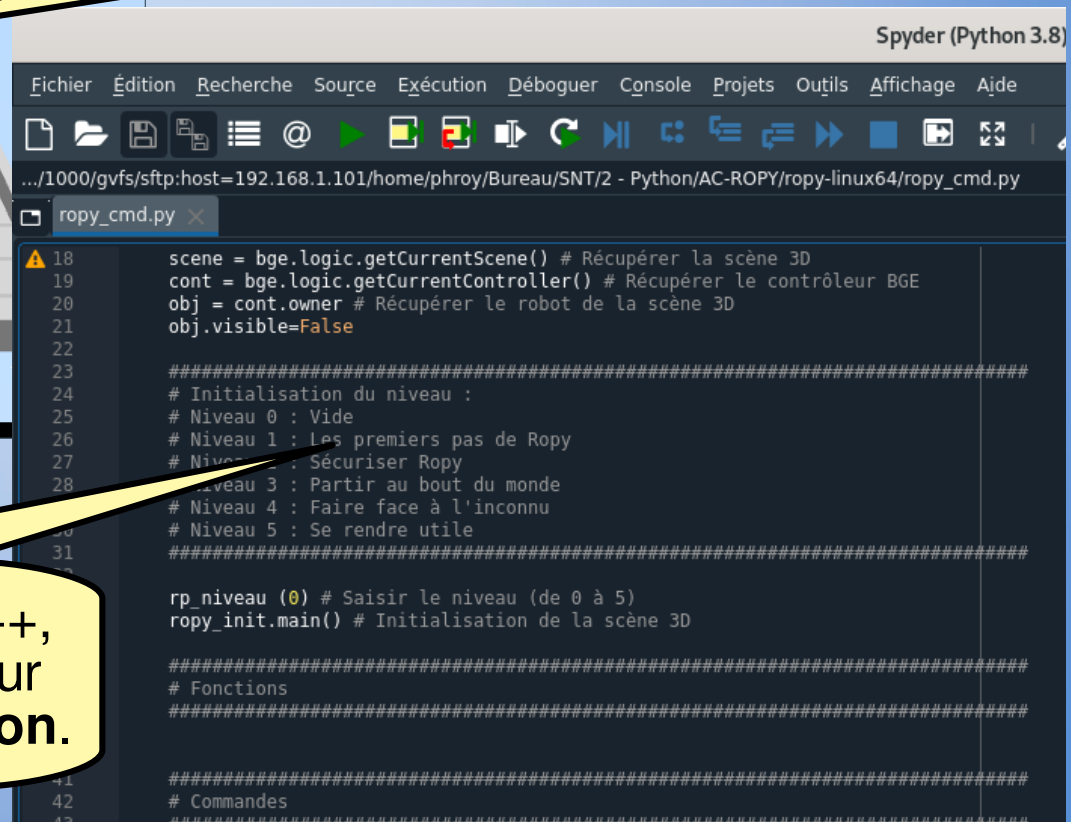 Spyder (Python 3.8)
Fichier Édition Recherche Source Exécution Déboguer Console Projets Outils Affichage Aide
.../1000/gvfs/sftp:host=192.168.1.101/home/phroy/Bureau/SNT/2 - Python/AC-ROPY/ropy-linux64/ropy_cmd.py
ropy_cmd.py
18 scene = bge.logic.getCurrentScene() # Récupérer la scène 3D
19 cont = bge.logic.getCurrentController() # Récupérer le contrôleur BGE
20 obj = cont.owner # Récupérer le robot de la scène 3D
21 obj.visible=False
22
23 ###############################################################################
24 # Initialisation du niveau :
25 # Niveau 0 : Vide
26 # Niveau 1 : Les premiers pas de Ropy
27 # : Sécuriser Ropy
28 3 : Partir au bout du monde
# Niveau 4 : Faire face à l'inconnu
# Niveau 5 : Se rendre utile
31 ###############################################################################
rp_niveau (0) # Saisir le niveau (de 0 à 5)
ropy_init.main() # Initialisation de la scène 3D
###############################################################################
# Fonctions
###############################################################################
++,
ur
on.
41 ###############################################################################
42 # Commandes
43 ###############################################################################